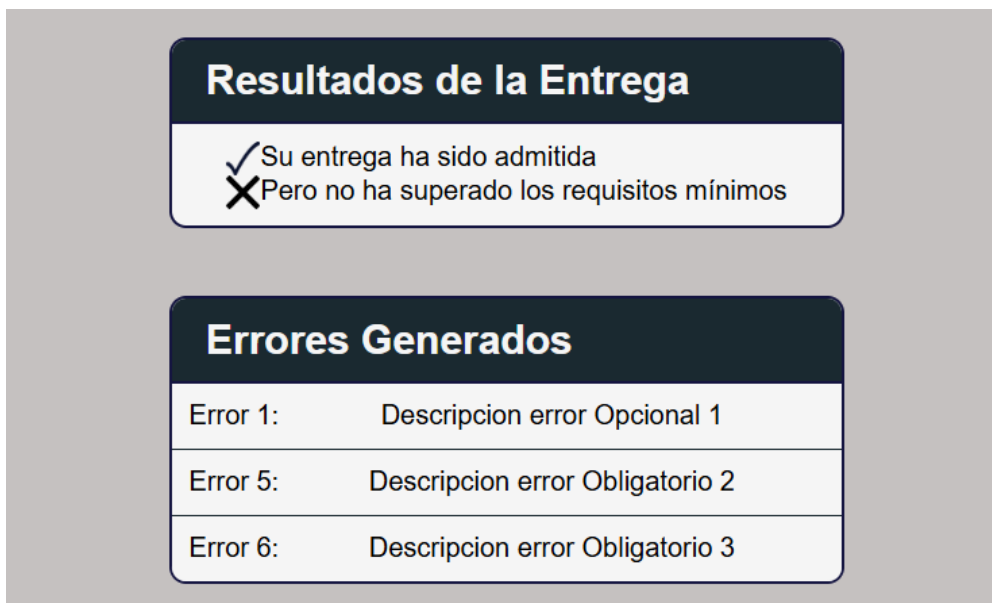 Resultados de la Entrega
Su entrega ha sido admitida
Pero no ha superado los requisitos mínimos
Errores Generados
Error 1: Descripcion error Opcional 1
Error 5: Descripcion error Obligatorio 2
Error 6: Descripcion error Obligatorio 3